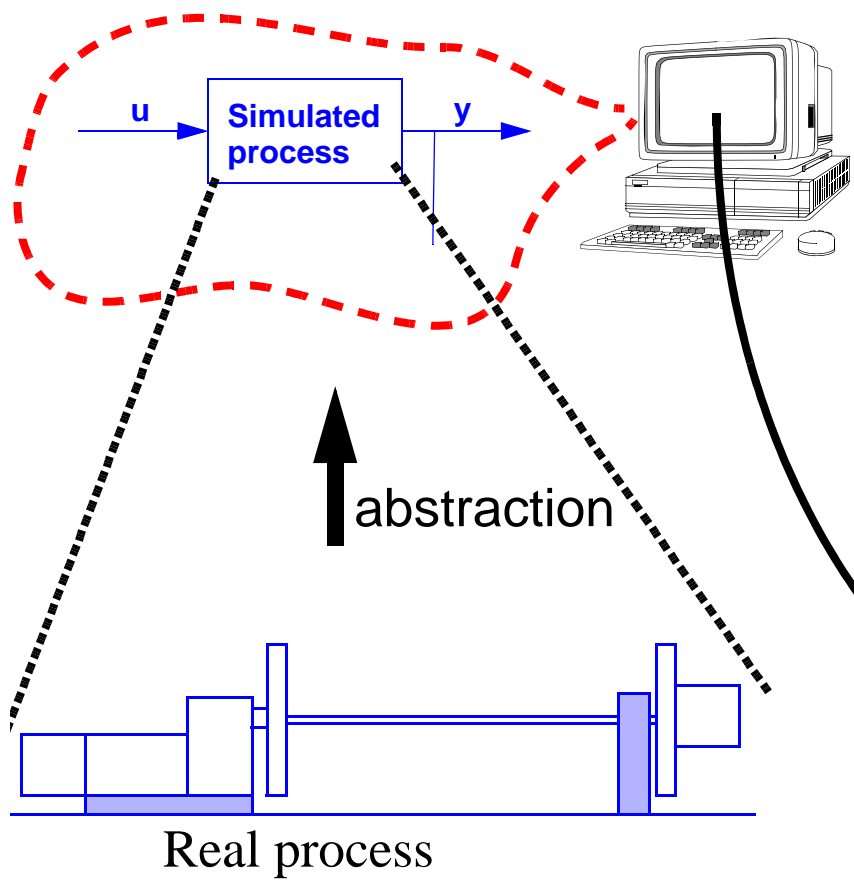 u
Simulated
process
y
abstraction
Real process